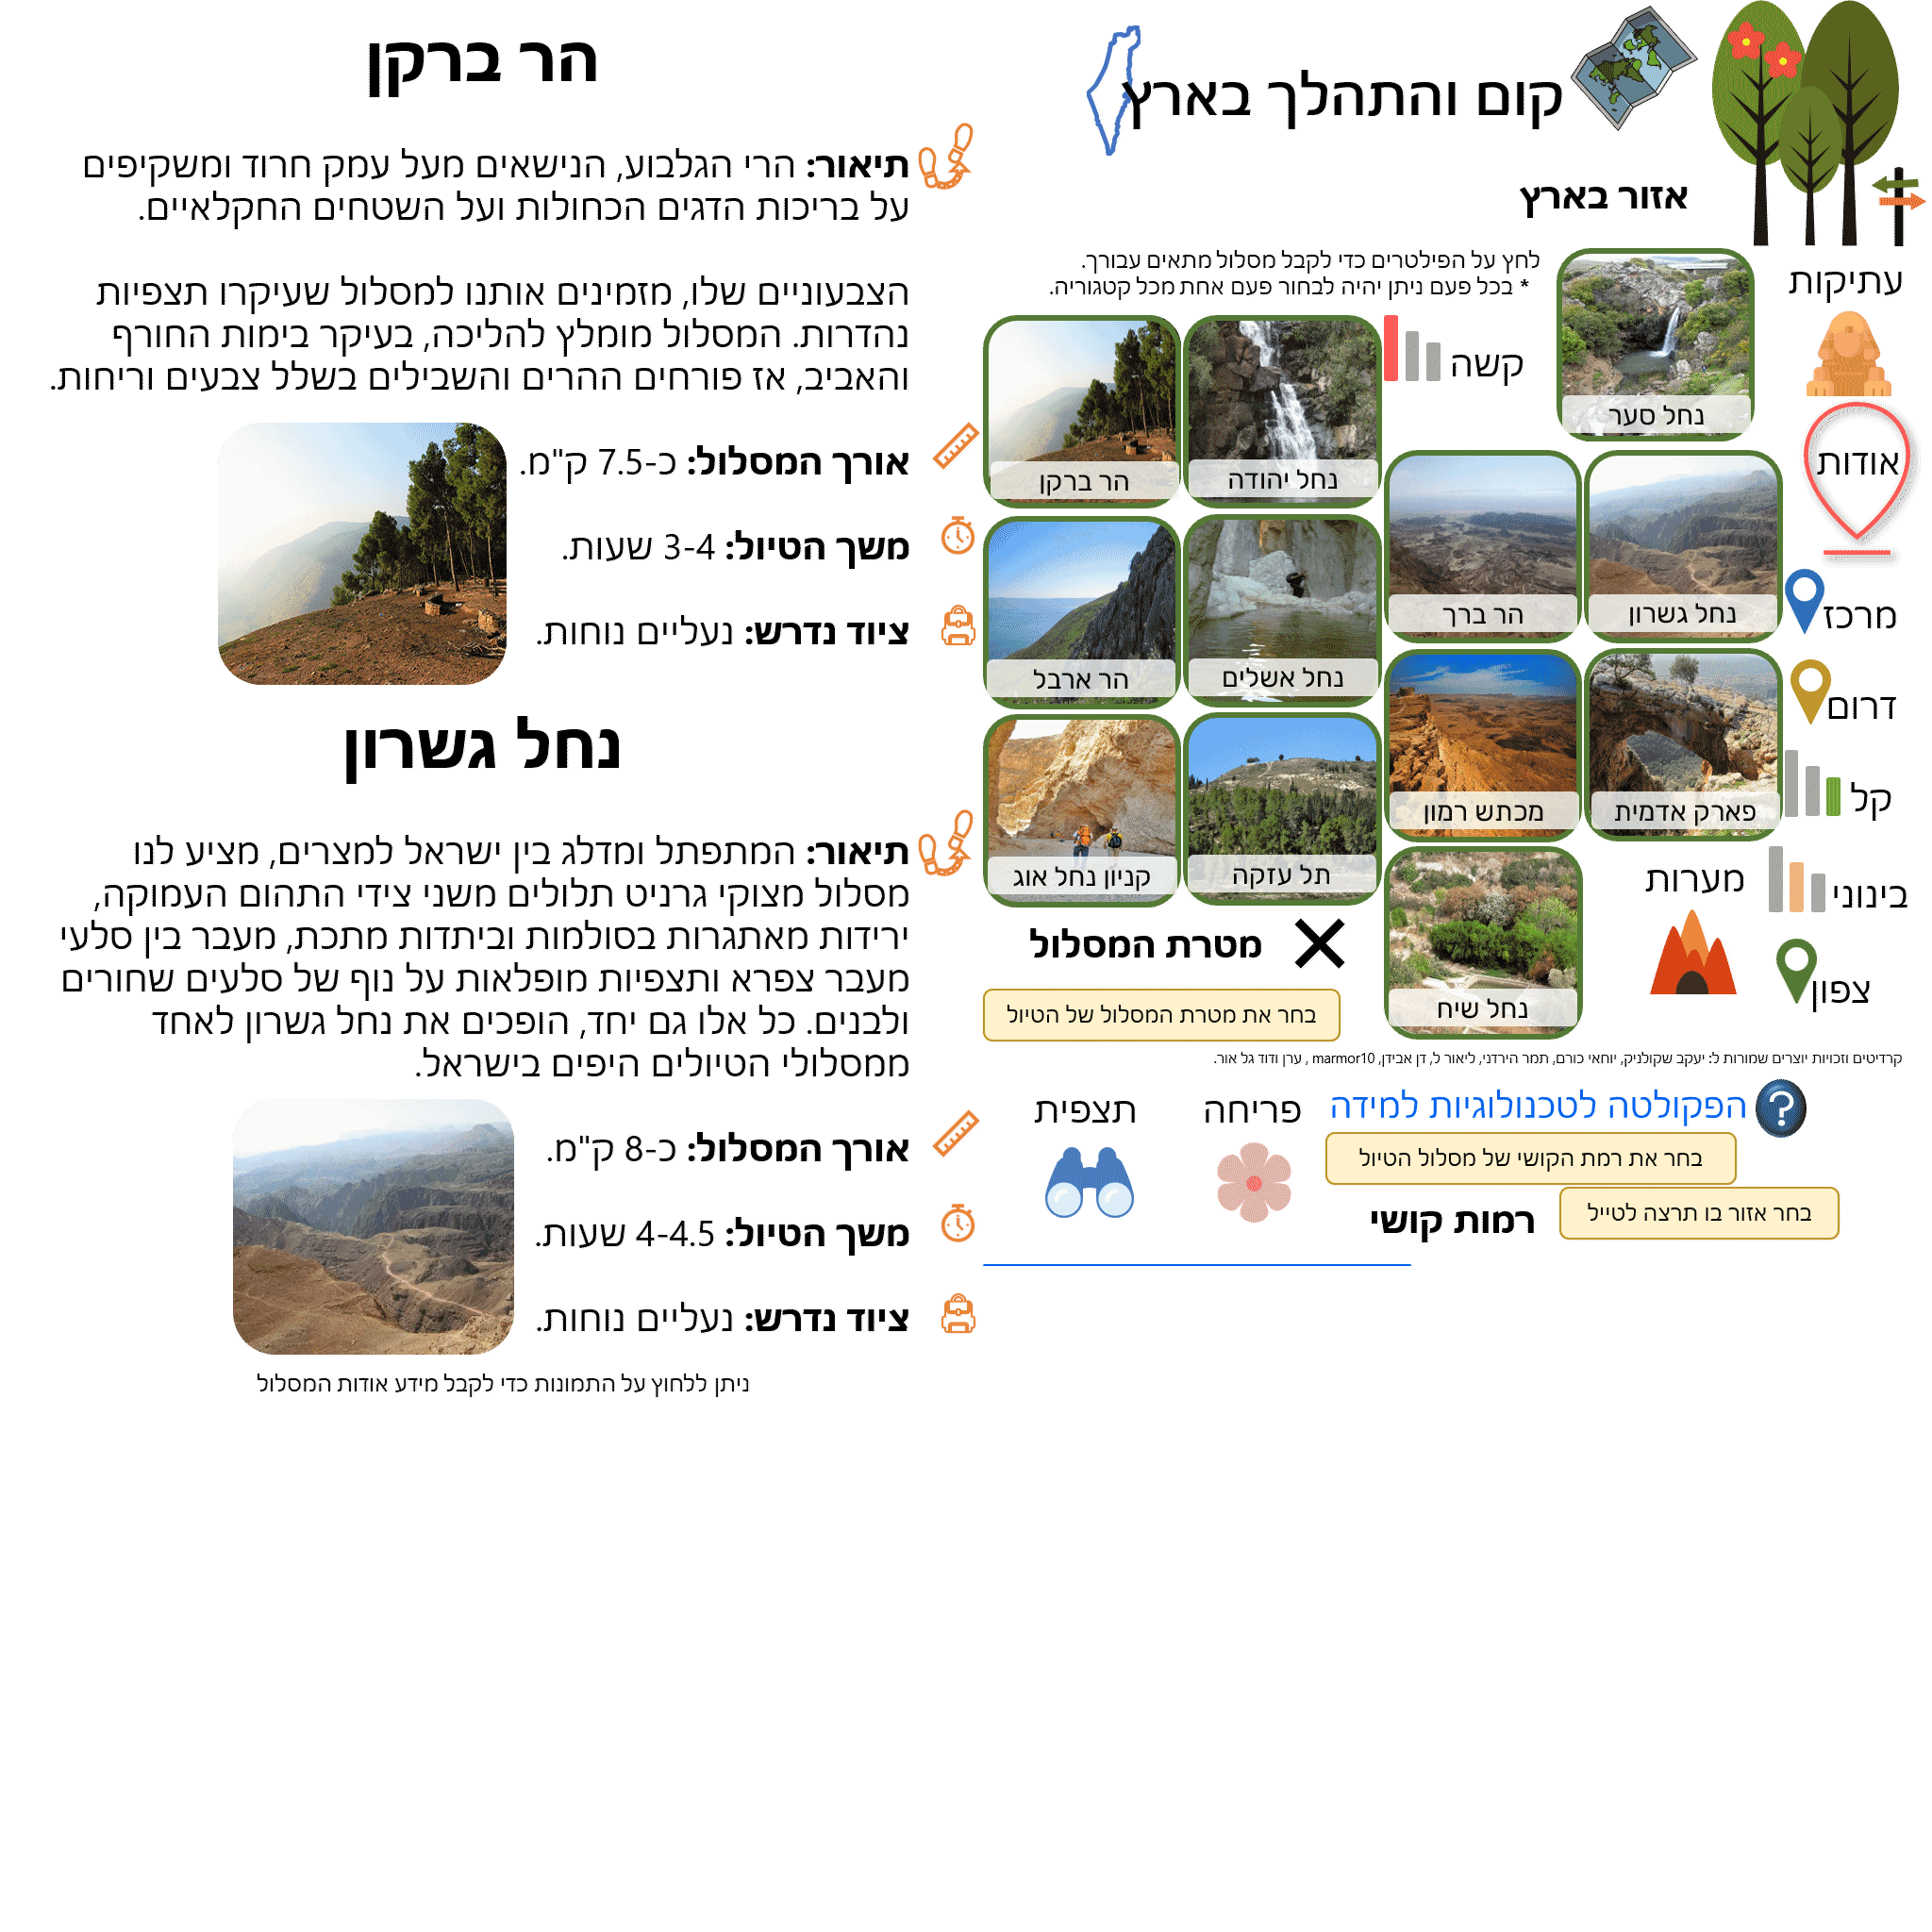 קום והתהלך בארץ
אזור בארץ
לחץ על הפילטרים כדי לקבל מסלול מתאים עבורך.
* בכל פעם ניתן יהיה לבחור פעם אחת מכל קטגוריה.
עתיקות
נחל סער
קשה
נחל יהודה
הר ברקן
אודות
נחל גשרון
הר ברך
מרכז
נחל אשלים
הר ארבל
דרום
קל
פארק אדמית
מכתש רמון
תל עזקה
קניון נחל אוג
בינוני
מערות
צפון
נחל שיח
מטרת המסלול
בחר את מטרת המסלול של הטיול
קרדיטים וזכויות יוצרים שמורות ל: יעקב שקולניק, יוחאי כורם, תמר הירדני, ליאור ל, דן אבידן, marmor10 , ערן ודוד גל אור.
הפקולטה לטכנולוגיות למידה
פריחה
תצפית
בחר את רמת הקושי של מסלול הטיול
בחר אזור בו תרצה לטייל
רמות קושי
הר ברקן
תיאור: הרי הגלבוע, הנישאים מעל עמק חרוד ומשקיפים
על בריכות הדגים הכחולות ועל השטחים החקלאיים.
הצבעוניים שלו, מזמינים אותנו למסלול שעיקרו תצפיות
נהדרות. המסלול מומלץ להליכה, בעיקר בימות החורף
והאביב, אז פורחים ההרים והשבילים בשלל צבעים וריחות.
אורך המסלול: כ-7.5 ק"מ.
משך הטיול: 3-4 שעות.
ציוד נדרש: נעליים נוחות.
נחל גשרון
תיאור: המתפתל ומדלג בין ישראל למצרים, מציע לנו
מסלול מצוקי גרניט תלולים משני צידי התהום העמוקה,
ירידות מאתגרות בסולמות וביתדות מתכת, מעבר בין סלעי
מעבר צפרא ותצפיות מופלאות על נוף של סלעים שחורים
ולבנים. כל אלו גם יחד, הופכים את נחל גשרון לאחד
ממסלולי הטיולים היפים בישראל.
אורך המסלול: כ-8 ק"מ.
משך הטיול: 4-4.5 שעות.
ציוד נדרש: נעליים נוחות.
ניתן ללחוץ על התמונות כדי לקבל מידע אודות המסלול